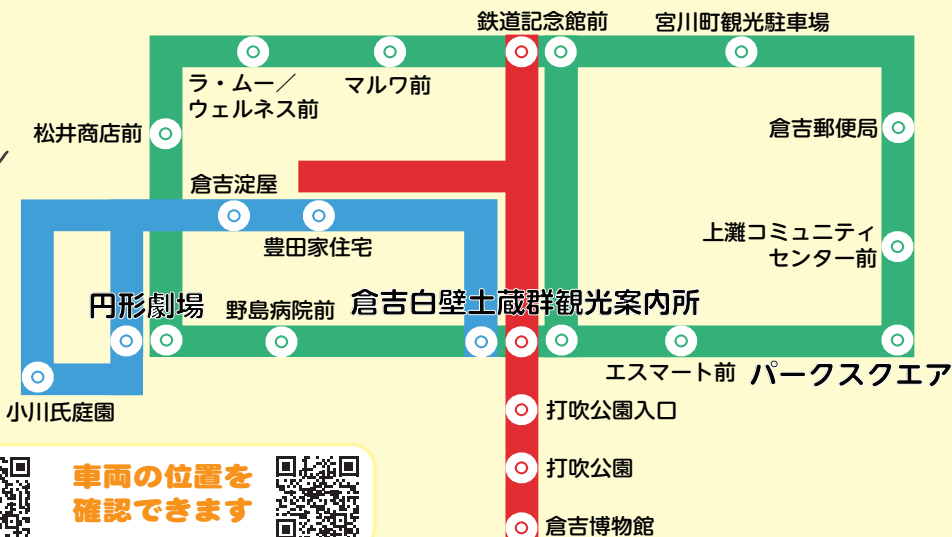 鉄道記念館前
宮川町観光駐車場
ラ・ムー／
ウェルネス前
マルワ前
松井商店前
倉吉郵便局
倉吉淀屋
上灘コミュニティ
センター前
豊田家住宅
円形劇場
野島病院前
倉吉白壁土蔵群観光案内所
エスマート前
パークスクエア
小川氏庭園
打吹公園入口
打吹公園
倉吉博物館
車両の位置を
確認できます